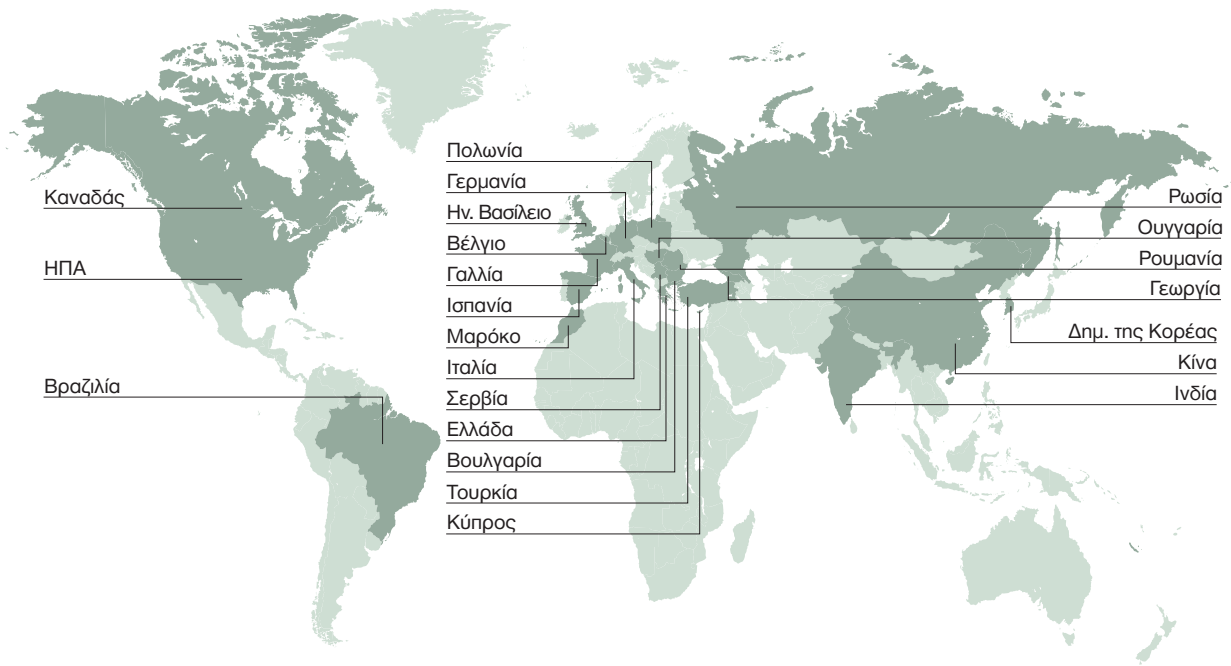 Καναδάς
ΗΠΑ
Βραζιλία
Πολωνία
Γερμανία
Ην. Βασίλειο
Βέλγιο
Γαλλία
Ισπανία
Μαρόκο
Ιταλία
Σερβία
Ελλάδα
Βουλγαρία
Τουρκία
Κύπρος
Ρωσία
Ουγγαρία
Ρουμανία
Γεωργία
Δημ. της Κορέας
Κίνα
Ινδία